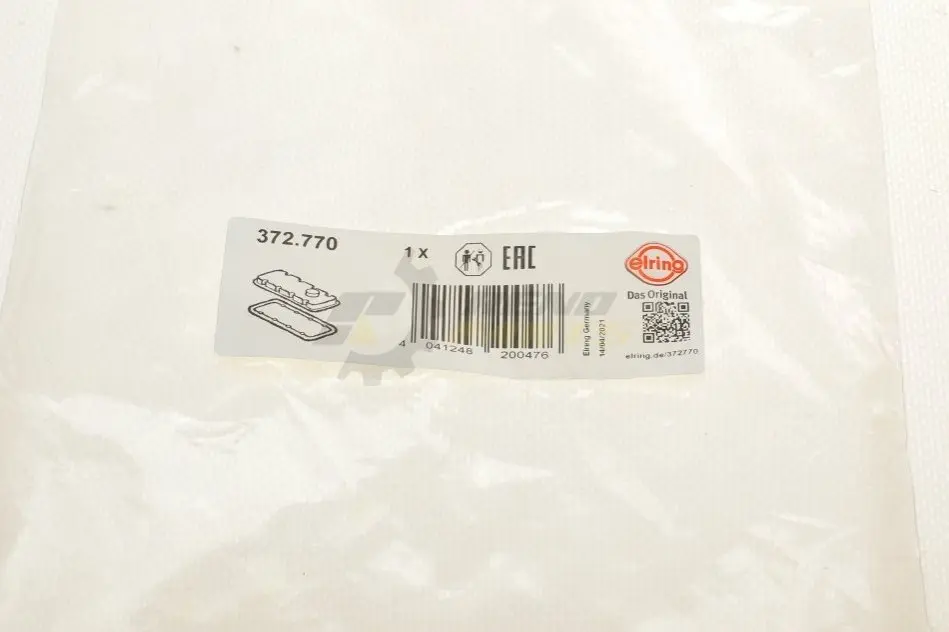 372.770
1 X
EAC
elring
Das Original
4 041248 200476
Elring Germany
14/04/2021
elring.de/372770